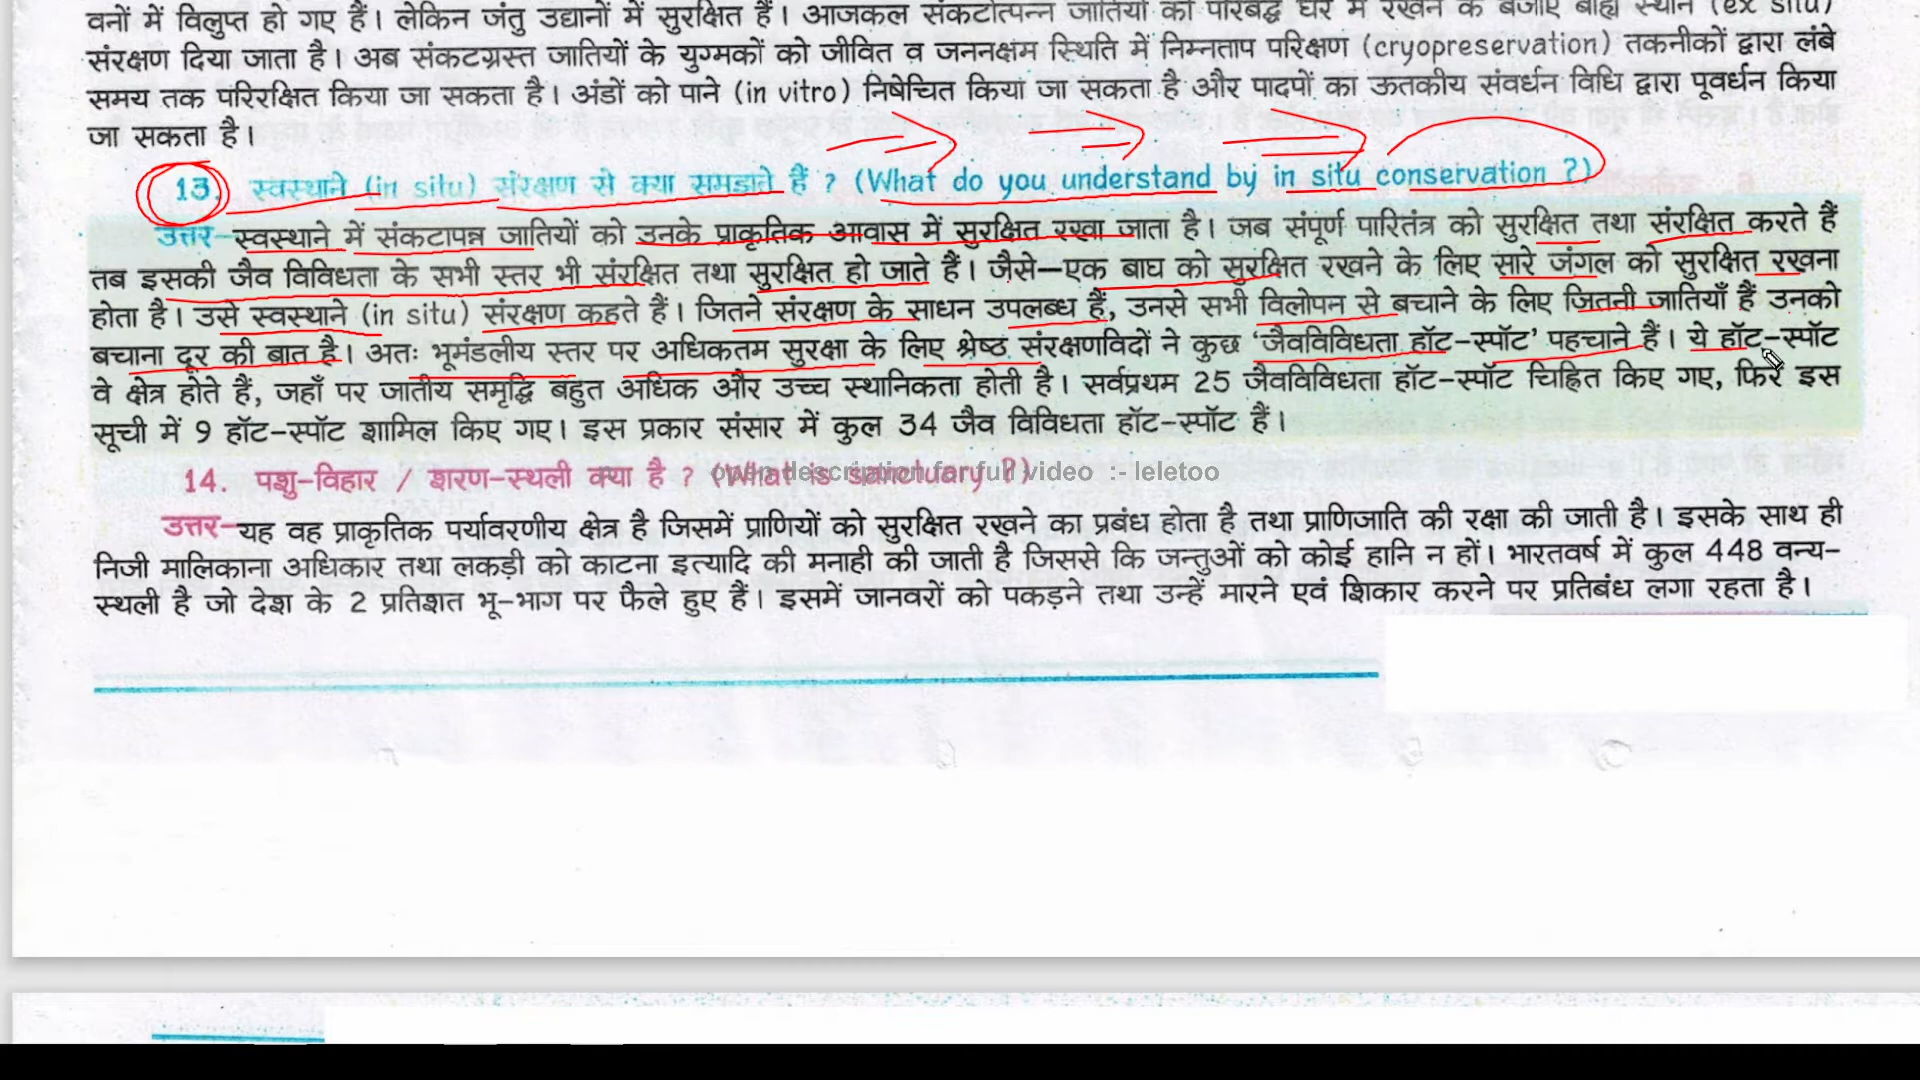 वनों में विलुप्त हो गए हैं। लेकिन जंतु उद्यानों में सुरक्षित हैं। आजकल संकटोत्पन्न जातियों को परिबद्ध घेरे में रखने के बजाए बाह्य स्थाने (ex situ)
संरक्षण दिया जाता है। अब संकटग्रस्त जातियों के युग्मकों को जीवित व जननक्षम स्थिति में निम्नताप परिक्षण (cryopreservation) तकनीकों द्वारा लंबे
समय तक परिरक्षित किया जा सकता है। अंडों को पाने (in vitro) निषेचित किया जा सकता है और पादपों का ऊतकीय संवर्धन विधि द्वारा पूवर्धन किया
जा सकता है।
13. स्वस्थाने (in situ) संरक्षण से क्या समझते हैं ? (What do you understand by in situ conservation ?)
उत्तर–स्वस्थाने में संकटापन्न जातियों को उनके प्राकृतिक आवास में सुरक्षित रखा जाता है। जब संपूर्ण पारितंत्र को सुरक्षित तथा संरक्षित करते हैं
तब इसकी जैव विविधता के सभी स्तर भी संरक्षित तथा सुरक्षित हो जाते हैं। जैसे—एक बाघ को सुरक्षित रखने के लिए सारे जंगल को सुरक्षित रखना
होता है। उसे स्वस्थाने (in situ) संरक्षण कहते हैं। जितने संरक्षण के साधन उपलब्ध हैं, उनसे सभी विलोपन से बचाने के लिए जितनी जातियाँ हैं उनको
बचाना दूर की बात है। अतः भूमंडलीय स्तर पर अधिकतम सुरक्षा के लिए श्रेष्ठ संरक्षणविदों ने कुछ 'जैवविविधता हॉट-स्पॉट' पहचाने हैं। ये हॉट-स्पॉट
वे क्षेत्र होते हैं, जहाँ पर जातीय समृद्धि बहुत अधिक और उच्च स्थानिकता होती है। सर्वप्रथम 25 जैवविविधता हॉट-स्पॉट चिह्नित किए गए, फिर इस
सूची में 9 हॉट-स्पॉट शामिल किए गए। इस प्रकार संसार में कुल 34 जैव विविधता हॉट-स्पॉट हैं।
14. पशु-विहार / शरण-स्थली क्या है ? (What is sanctuary ?)
open description for full video :- leletoo
उत्तर–यह वह प्राकृतिक पर्यावरणीय क्षेत्र है जिसमें प्राणियों को सुरक्षित रखने का प्रबंध होता है तथा प्राणिजाति की रक्षा की जाती है। इसके साथ ही
निजी मालिकाना अधिकार तथा लकड़ी को काटना इत्यादि की मनाही की जाती है जिससे कि जन्तुओं को कोई हानि न हों। भारतवर्ष में कुल 448 वन्य-
स्थली है जो देश के 2 प्रतिशत भू-भाग पर फैले हुए हैं। इसमें जानवरों को पकड़ने तथा उन्हें मारने एवं शिकार करने पर प्रतिबंध लगा रहता है।